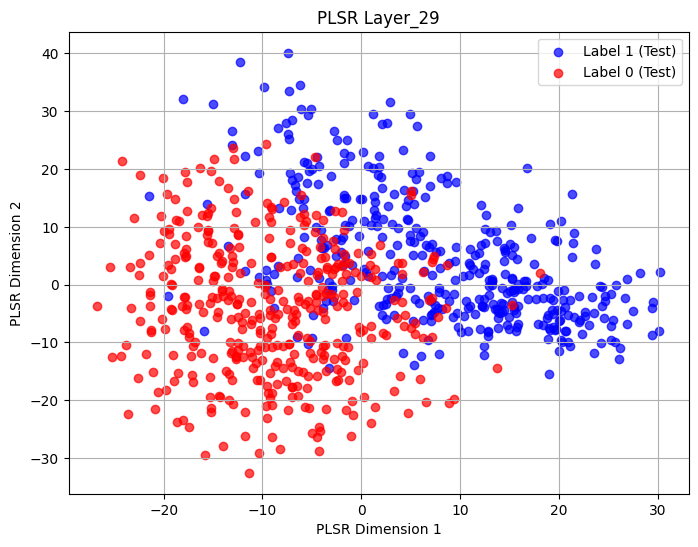 PLSR Layer_29
Label 1 (Test)
Label 0 (Test)
PLSR Dimension 2
40
30
20
10
0
−10
−20
−30
−20
−10
0
10
20
30
PLSR Dimension 1